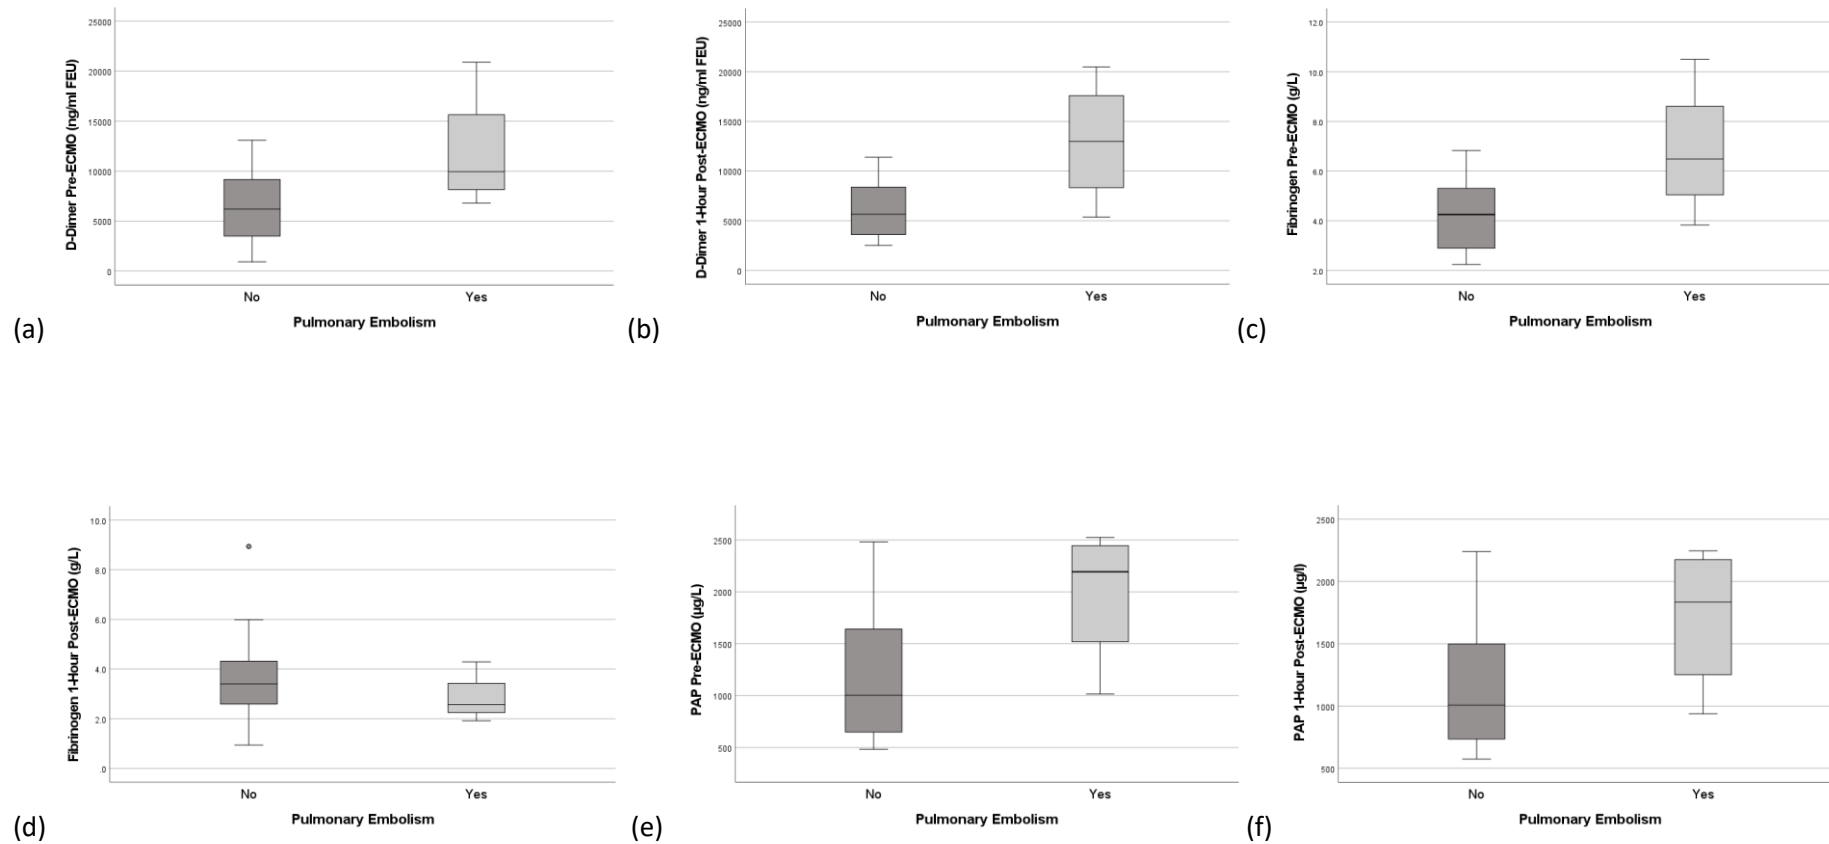 D-Dimer Pre-ECMO (ng/ml FEU)
25000
20000
15000
10000
5000
0
No
Yes
Pulmonary Embolism
(a)
D-Dimer 1-Hour Post-ECMO (ng/ml FEU)
25000
20000
15000
10000
5000
0
No
Yes
Pulmonary Embolism
(b)
Fibrinogen Pre-ECMO (g/L)
12.0
10.0
8.0
6.0
4.0
2.0
No
Yes
Pulmonary Embolism
(c)
Fibrinogen 1-Hour Post-ECMO (g/L)
10.0
8.0
6.0
4.0
2.0
.0
No
Yes
Pulmonary Embolism
(d)
PAP Pre-ECMO (µg/L)
2500
2000
1500
1000
500
No
Yes
Pulmonary Embolism
(e)
PAP 1-Hour Post-ECMO (µg/l)
2500
2000
1500
1000
500
No
Yes
Pulmonary Embolism
(f)